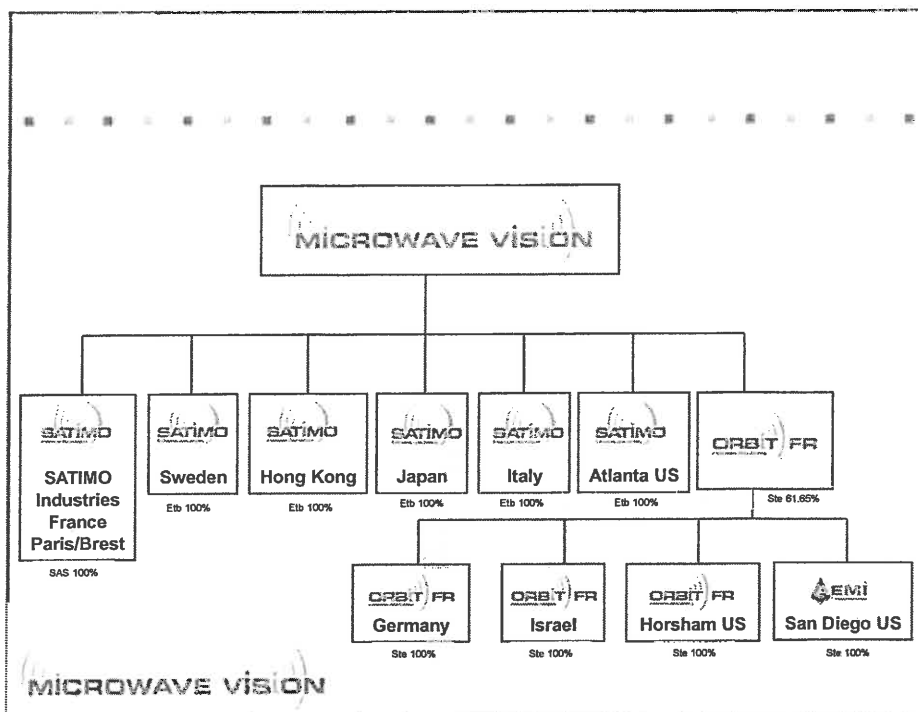 MiCROWAVE ViSiON
SATiMO
SATIMO
Industries
France
Paris/Brest
SAS 100%
SATiMO
Sweden
Etb 100%
SATiMO
Hong Kong
Etb 100%
SATiMO
Japan
Etb 100%
SATiMO
Italy
Etb 100%
SATiMO
Atlanta US
Etb 100%
ORBiT/FR
Ste 61.65%
ORBiT/FR
Germany
Ste 100%
ORBiT/FR
Israel
Ste 100%
ORBiT/FR
Horsham US
Ste 100%
EMi
San Diego US
Ste 100%
MiCROWAVE ViSiON